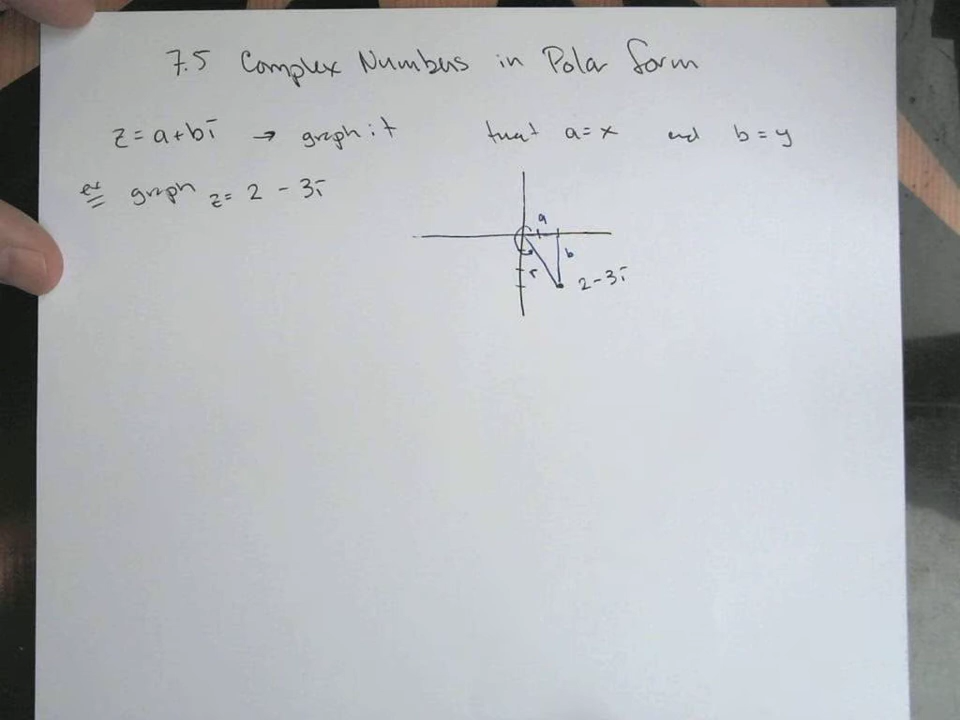 7.5 Complex Numbers in Polar form
z = a + bi → graph it treat a = x and b = y
ex graph z = 2 - 3i
a
b
r
2 - 3i